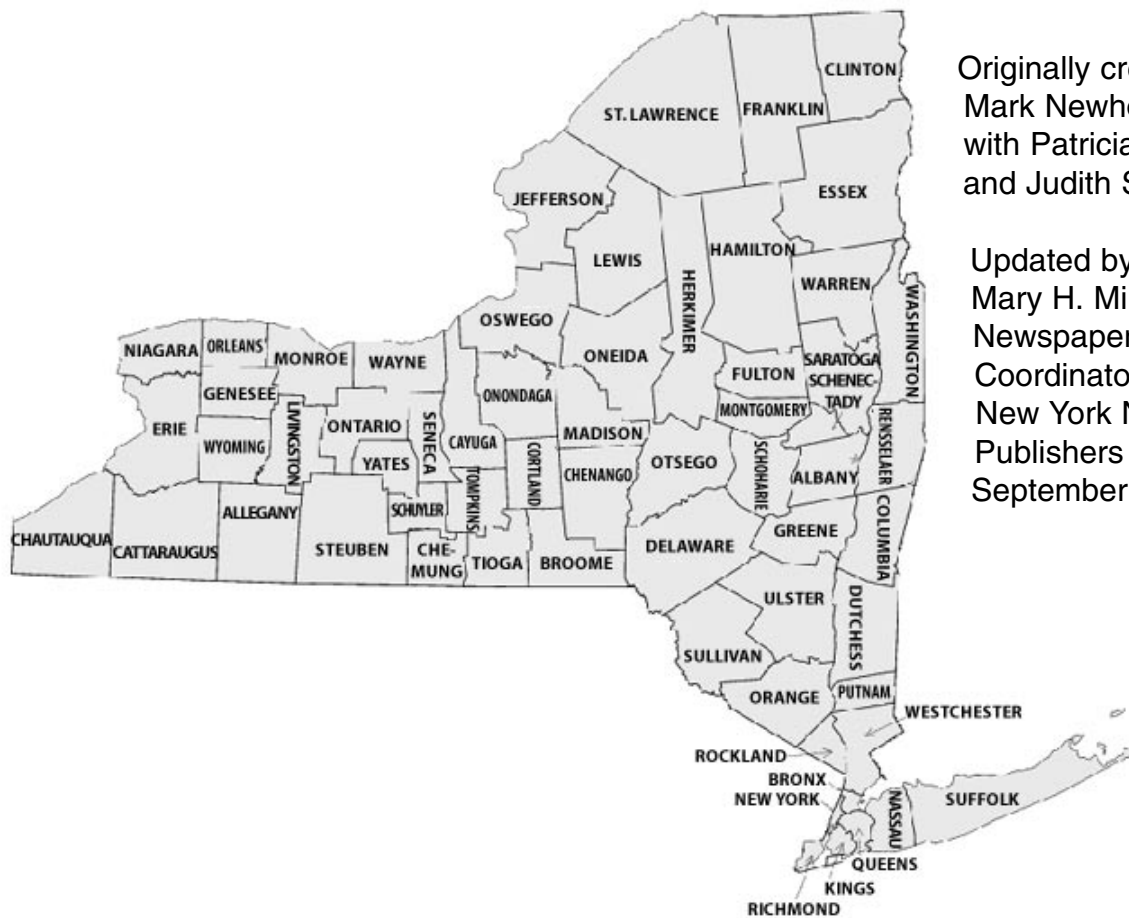 CLINTON
FRANKLIN
ST. LAWRENCE
ESSEX
JEFFERSON
HAMILTON
LEWIS
HERKIMER
WARREN
WASHINGTON
OSWEGO
ONEIDA
NIAGARA
ORLEANS
MONROE
WAYNE
SARATOGA
FULTON
SCHENEC-
TADY
GENESEE
ONONDAGA
MONTGOMERY
LIVINGSTON
ONTARIO
SENECA
CAYUGA
MADISON
RENSSELAER
ERIE
WYOMING
YATES
CORTLAND
CHENANGO
OTSEGO
SCHOHARIE
ALBANY
TOMPKINS
SCHUYLER
ALLEGANY
CHAUTAUQUA
CATTARAUGUS
STEUBEN
CHE-
MUNG
TIOGA
BROOME
DELAWARE
GREENE
COLUMBIA
ULSTER
DUTCHESS
SULLIVAN
ORANGE
PUTNAM
WESTCHESTER
ROCKLAND
BRONX
NEW YORK
NASSAU
SUFFOLK
QUEENS
KINGS
RICHMOND
Originally cr
Mark Newh
with Patricia
and Judith S
Updated by
Mary H. Mi
Newspaper
Coordinato
New York N
Publishers
September